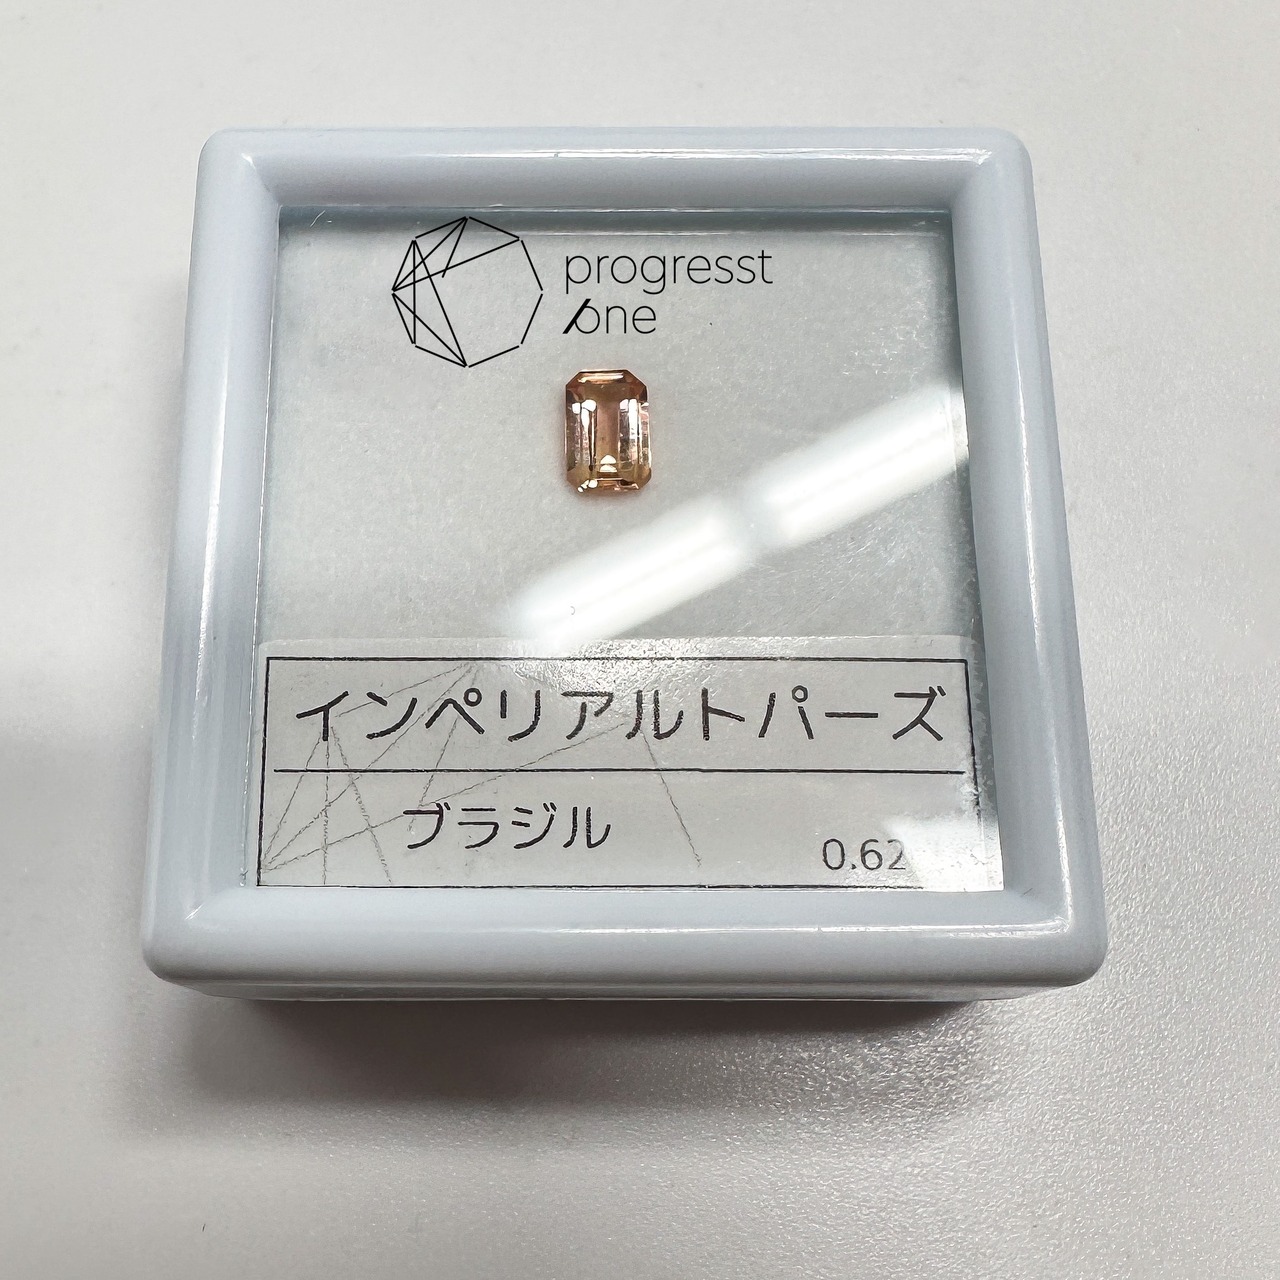 progresst
one
インペリアルトパーズ
ブラジル
0.62